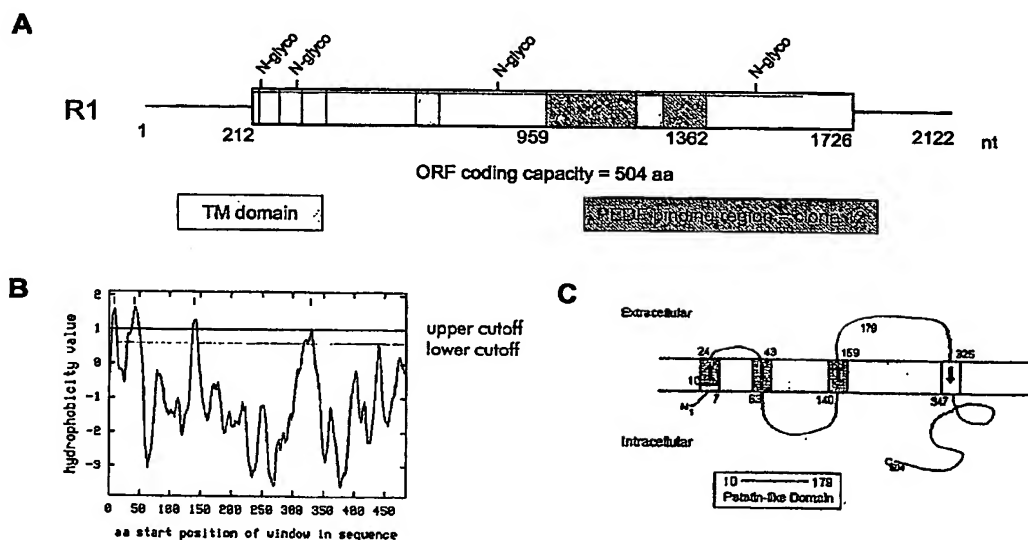 A
N-glyco N-glyco N-glyco N-glyco
R1
1 212 959 1362 1726 2122 nt
ORF coding capacity = 504 aa
TM domain
B
hydrophobicity value
2
1
0
-1
-2
-3
0 50 100 150 200 250 300 350 400 450
aa start position of window in sequence
upper cutoff
lower cutoff
C
Extracellular
179
24 43 159 325
10
N
7 63 140 347
Intracellular
C
504
10 179
Patatin-like Domain